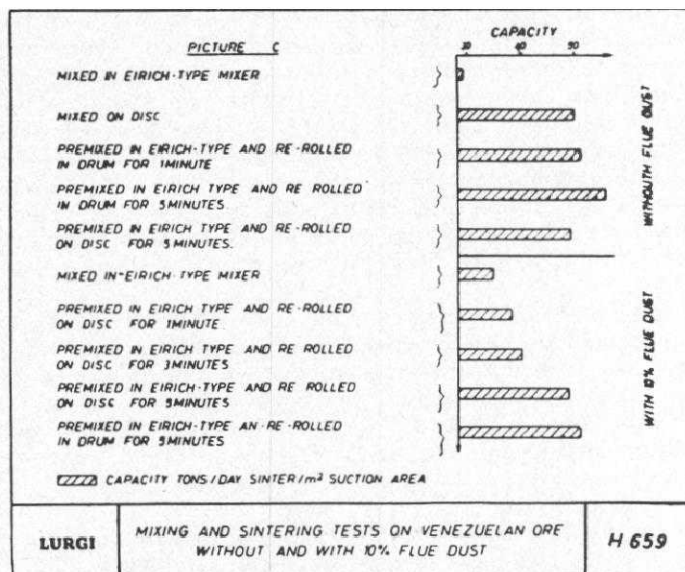 PICTURE C
CAPACITY
30 40 50
MIXED IN EIRICH-TYPE MIXER
MIXED ON DISC
PREMIXED IN EIRICH-TYPE AND RE-ROLLED
IN DRUM FOR 1MINUTE
PREMIXED IN EIRICH TYPE AND RE ROLLED
IN DRUM FOR 5MINUTES.
PREMIXED IN EIRICH TYPE AND RE-ROLLED
ON DISC FOR 5MINUTES.
WITHOUTH FLUE DUST
MIXED IN-EIRICH-TYPE MIXER
PREMIXED IN EIRICH TYPE AND RE-ROLLED
ON DISC FOR 1MINUTE
PREMIXED IN EIRICH TYPE AND RE ROLLED
ON DISC FOR 3MINUTES
PREMIXED IN EIRICH-TYPE AND RE ROLLED
ON DISC FOR 5MINUTES
PREMIXED IN EIRICH-TYPE AN-RE-ROLLED
IN DRUM FOR 5MINUTES
WITH 10% FLUE DUST
CAPACITY TONS/DAY SINTER/m² SUCTION AREA
LURGI
MIXING AND SINTERING TESTS ON VENEZUELAN ORE
WITHOUT AND WITH 10% FLUE DUST
H 659